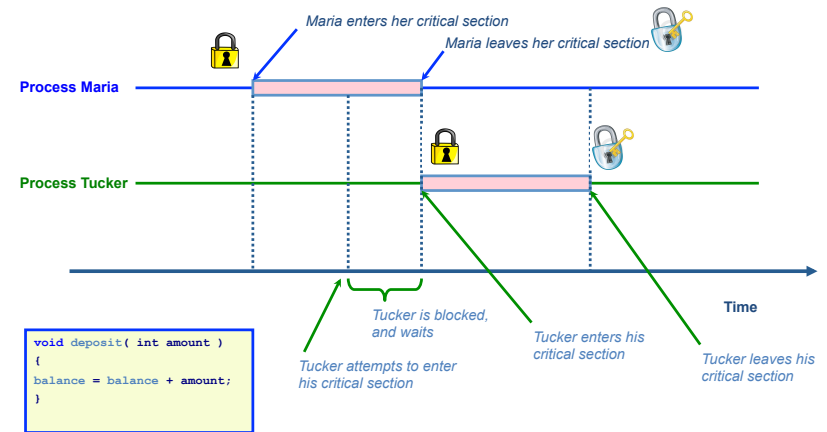 Maria enters her critical section
Maria leaves her critical section
Process Maria
Process Tucker
Time
Tucker is blocked,
and waits
Tucker attempts to enter
his critical section
Tucker enters his
critical section
Tucker leaves his
critical section
void deposit( int amount )
{
balance = balance + amount;
}